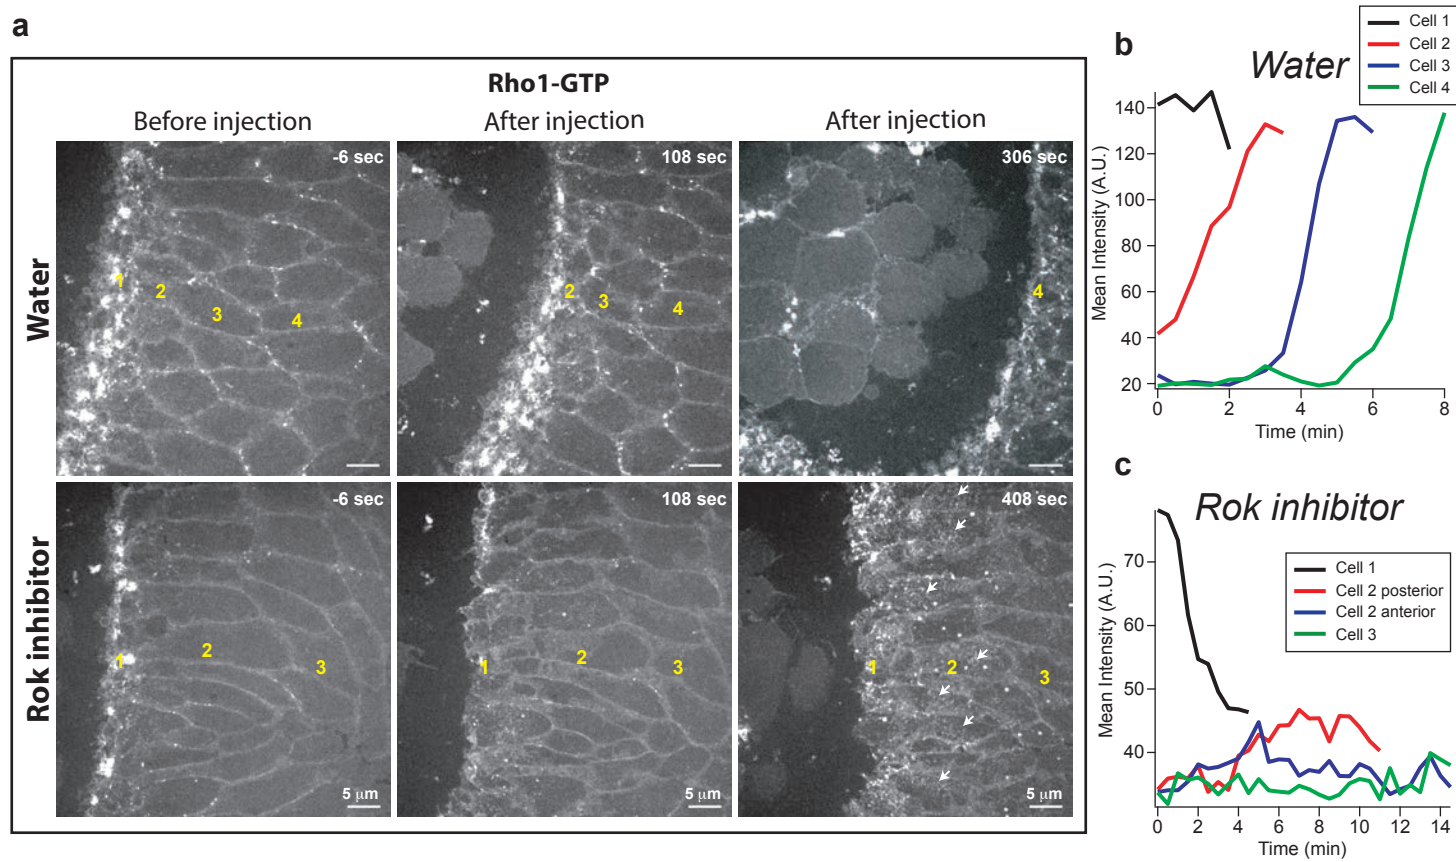 a
Rho1-GTP
Before injection
After injection
After injection
Water
-6 sec
1
2
3
4
108 sec
2
3
4
306 sec
4
Rok inhibitor
-6 sec
1
2
3
5 μm
108 sec
1
2
3
5 μm
408 sec
1
2
3
5 μm
b
Water
Cell 1
Cell 2
Cell 3
Cell 4
Mean Intensity (A.U.)
140
120
100
80
60
40
20
0
2
4
6
8
Time (min)
c
Rok inhibitor
Cell 1
Cell 2 posterior
Cell 2 anterior
Cell 3
Mean Intensity (A.U.)
70
60
50
40
0
2
4
6
8
10
12
14
Time (min)